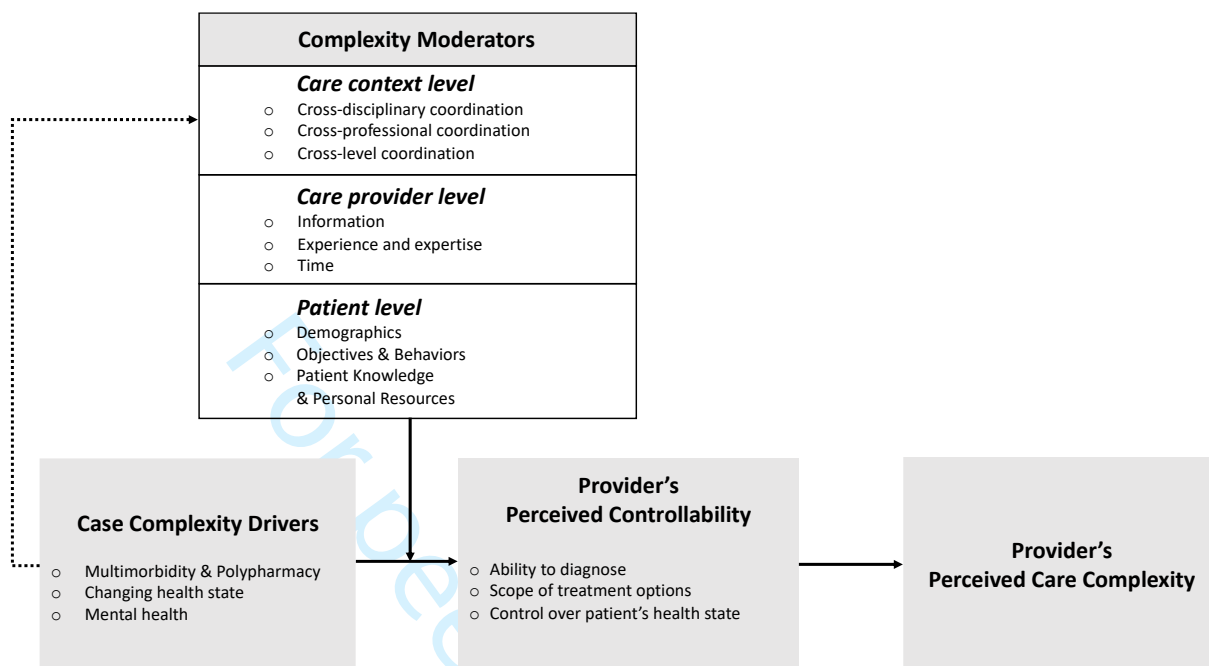 Complexity Moderators
Care context level
o Cross-disciplinary coordination
o Cross-professional coordination
o Cross-level coordination
Care provider level
o Information
o Experience and expertise
o Time
Patient level
o Demographics
o Objectives & Behaviors
o Patient Knowledge
& Personal Resources
Case Complexity Drivers
o Multimorbidity & Polypharmacy
o Changing health state
o Mental health
Provider’s
Perceived Controllability
o Ability to diagnose
o Scope of treatment options
o Control over patient’s health state
Provider’s
Perceived Care Complexity
For